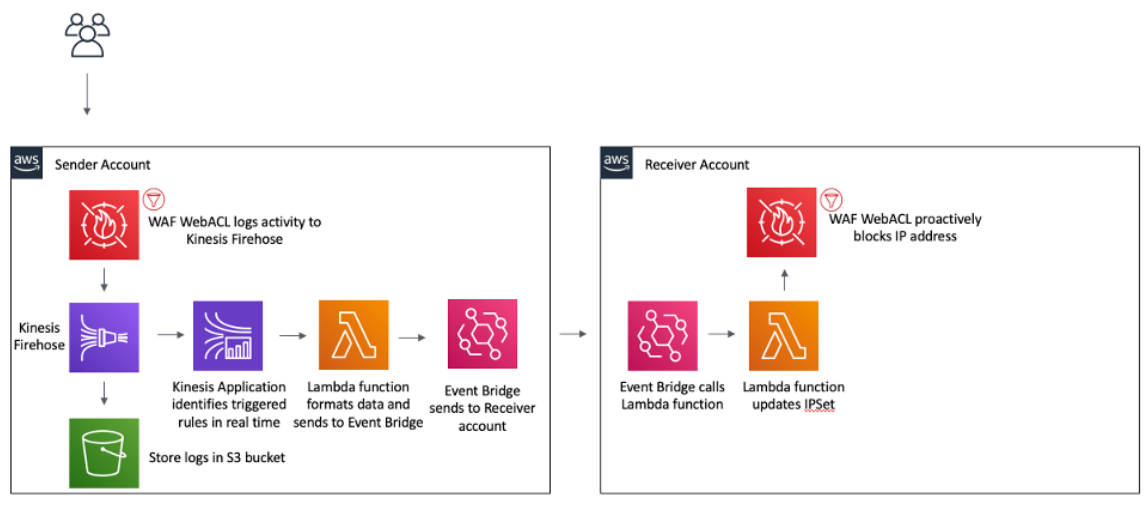 aws
Sender Account
WAF WebACL logs activity to
Kinesis Firehose
Kinesis
Firehose
Kinesis Application
identifies triggered
rules in real time
Lambda function
formats data and
sends to Event Bridge
Event Bridge
sends to Receiver
account
Store logs in S3 bucket
aws
Receiver Account
WAF WebACL proactively
blocks IP address
Event Bridge calls
Lambda function
Lambda function
updates IPSet